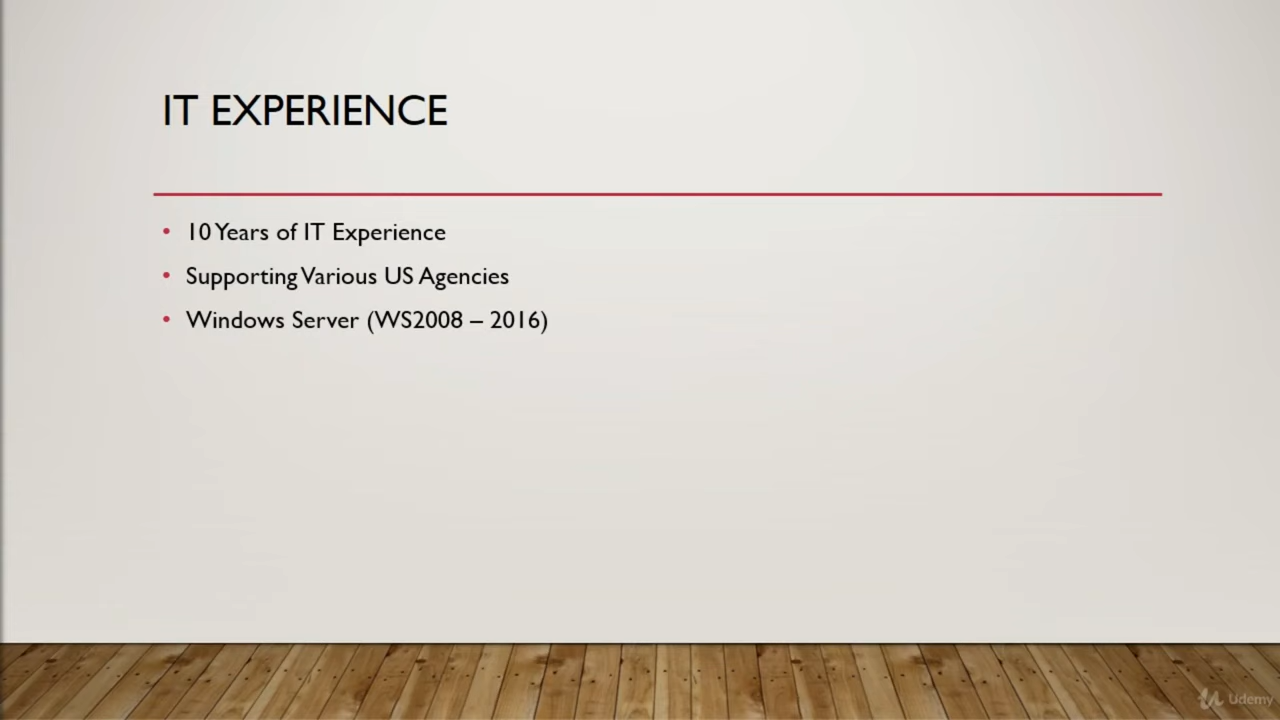 IT EXPERIENCE
• 10 Years of IT Experience
• Supporting Various US Agencies
• Windows Server (WS2008 – 2016)
Udemy